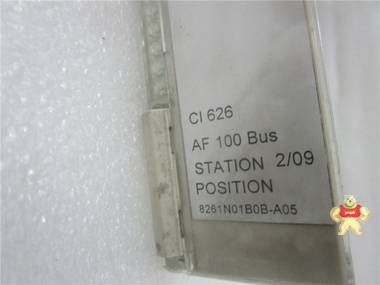 CI 626
AF 100 Bus
STATION 2/09
POSITION
8261N01B0B-A05